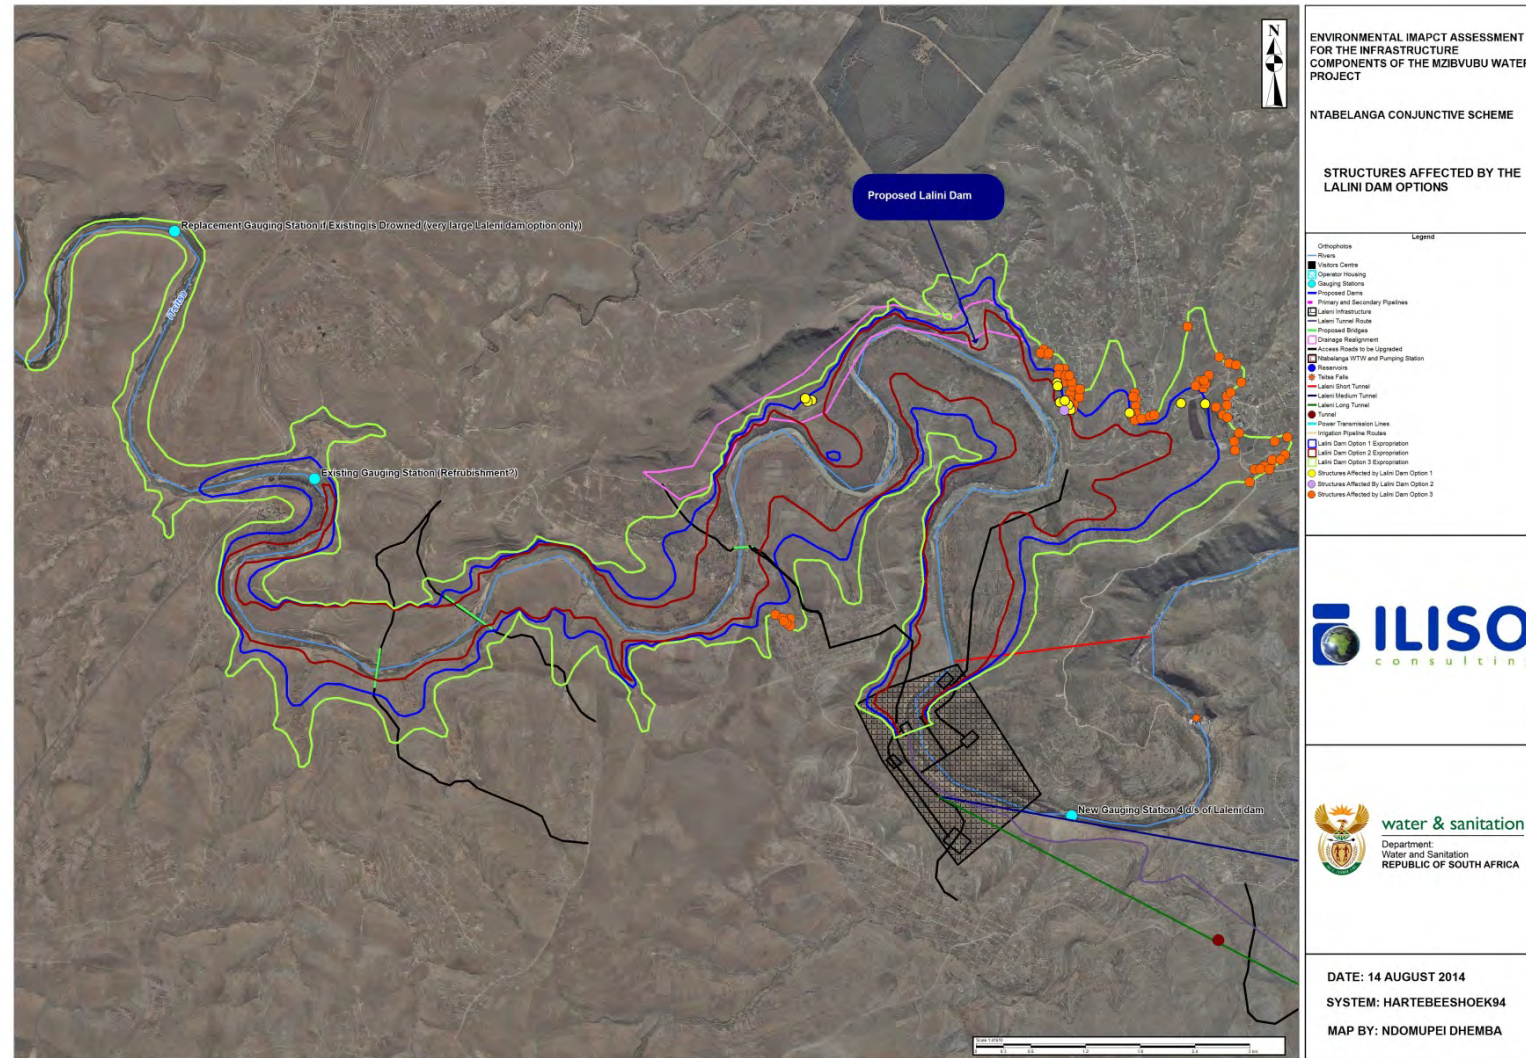 N
Proposed Lalini Dam
Replacement Gauging Station if Existing is Drowned (very large Laleni dam option only)
Existing Gauging Station (Refrubishment?)
New Gauging Station 4 d/s of Laleni dam
ENVIRONMENTAL IMAPCT ASSESSMENT
FOR THE INFRASTRUCTURE
COMPONENTS OF THE MZIBVUBU WATER
PROJECT
NTABELANGA CONJUNCTIVE SCHEME
STRUCTURES AFFECTED BY THE
LALINI DAM OPTIONS
Legend
Orthophotos
Rivers
Visitors Centre
Operator Housing
Gauging Stations
Proposed Dams
Primary and Secondary Pipelines
Laleni Infrastructure
Laleni Tunnel Route
Proposed Bridges
Drainage Realignment
Access Roads to be Upgraded
Ntabelanga WTW and Pumping Station
Reservoirs
Tsitsa Falls
Laleni Short Tunnel
Laleni Medium Tunnel
Laleni Long Tunnel
Tunnel
Power Transmission Lines
Irrigation Pipeline Routes
Lalini Dam Option 1 Expropriation
Lalini Dam Option 2 Expropriation
Lalini Dam Option 3 Expropriation
Structures Affected by Lalini Dam Option 1
Structures Affected By Lalini Dam Option 2
Structures Affected by Lalini Dam Option 3
ILISO
consulting
water & sanitation
Department:
Water and Sanitation
REPUBLIC OF SOUTH AFRICA
DATE: 14 AUGUST 2014
SYSTEM: HARTEBEESHOEK94
MAP BY: NDOMUPEI DHEMBA